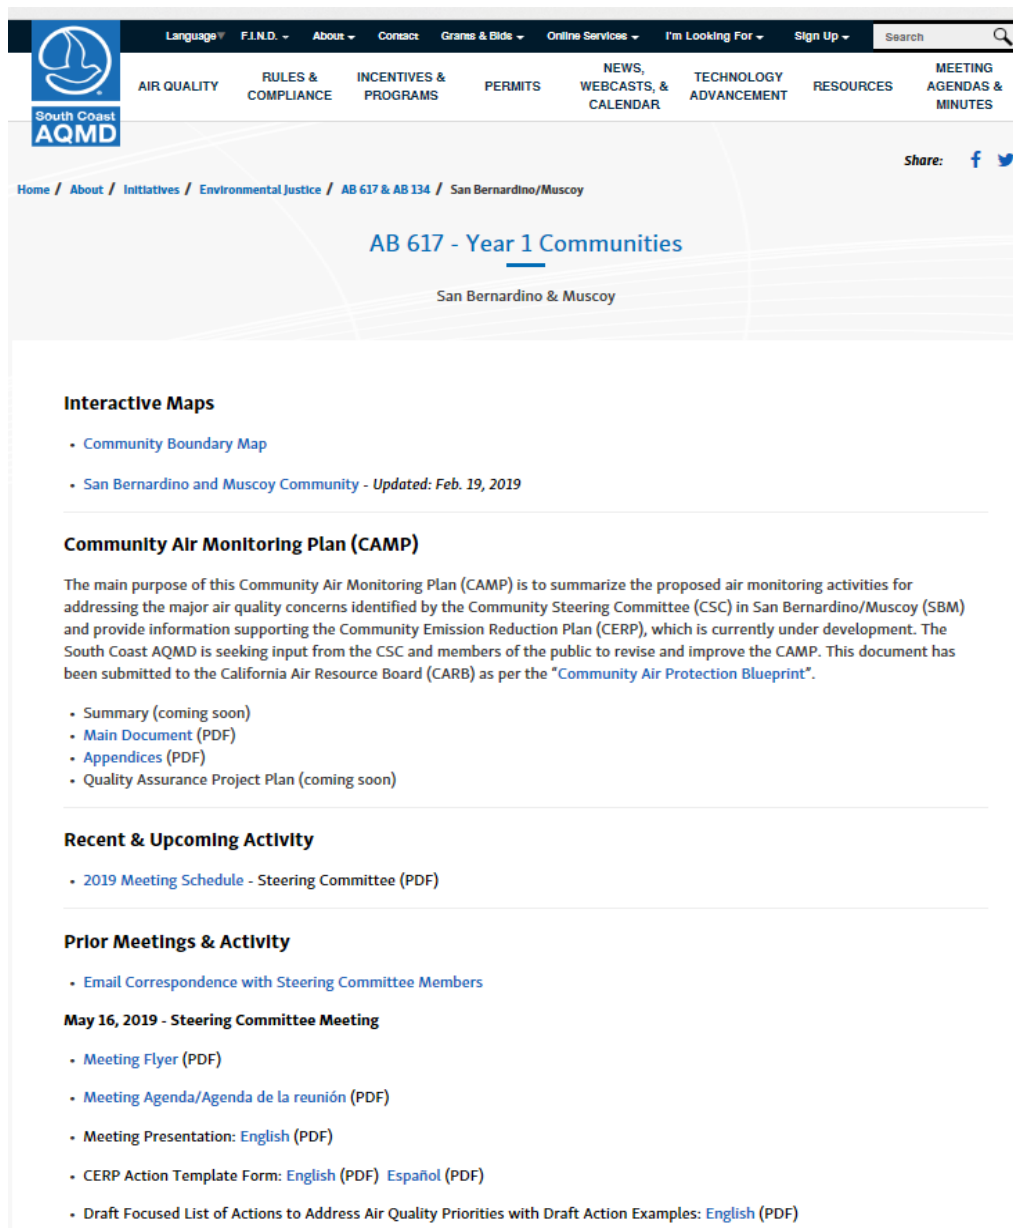 Language F.I.N.D. About Contact Grants & Bids Online Services I'm Looking For Sign Up Search
AIR QUALITY
RULES &
COMPLIANCE
INCENTIVES &
PROGRAMS
PERMITS
NEWS,
WEBCASTS, &
CALENDAR
TECHNOLOGY
ADVANCEMENT
RESOURCES
MEETING
AGENDAS &
MINUTES
South Coast
AQMD
Share:
Home / About / Initiatives / Environmental Justice / AB 617 & AB 134 / San Bernardino/Muscoy
AB 617 - Year 1 Communities
San Bernardino & Muscoy
Interactive Maps
• Community Boundary Map
• San Bernardino and Muscoy Community - Updated: Feb. 19, 2019
Community Air Monitoring Plan (CAMP)
The main purpose of this Community Air Monitoring Plan (CAMP) is to summarize the proposed air monitoring activities for
addressing the major air quality concerns identified by the Community Steering Committee (CSC) in San Bernardino/Muscoy (SBM)
and provide information supporting the Community Emission Reduction Plan (CERP), which is currently under development. The
South Coast AQMD is seeking input from the CSC and members of the public to revise and improve the CAMP. This document has
been submitted to the California Air Resource Board (CARB) as per the “Community Air Protection Blueprint”.
• Summary (coming soon)
• Main Document (PDF)
• Appendices (PDF)
• Quality Assurance Project Plan (coming soon)
Recent & Upcoming Activity
• 2019 Meeting Schedule - Steering Committee (PDF)
Prior Meetings & Activity
• Email Correspondence with Steering Committee Members
May 16, 2019 - Steering Committee Meeting
• Meeting Flyer (PDF)
• Meeting Agenda/Agenda de la reunión (PDF)
• Meeting Presentation: English (PDF)
• CERP Action Template Form: English (PDF) Español (PDF)
• Draft Focused List of Actions to Address Air Quality Priorities with Draft Action Examples: English (PDF)